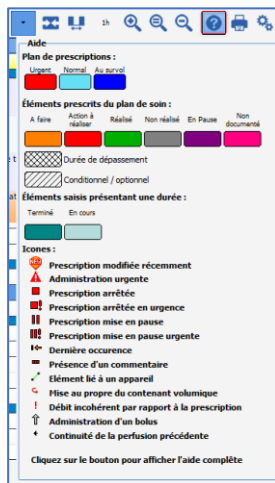 1h
Aide
Plan de prescriptions :
Urgent Normal Au survol
Éléments prescrits du plan de soin :
A faire Action à réaliser Réalisé Non réalisé En Pause Non documenté
Durée de dépassement
Conditionnel / optionnel
Éléments saisis présentant une durée :
Terminé En cours
Icones :
Prescription modifiée récemment
Administration urgente
Prescription arrêtée
Prescription arrêtée en urgence
Prescription mise en pause
Prescription mise en pause urgente
Dernière occurence
Présence d'un commentaire
Elément lié à un appareil
Mise au propre du contenant volumique
Débit incohérent par rapport à la prescription
Administration d'un bolus
Continuité de la perfusion précédente
Cliquez sur le bouton pour afficher l'aide complète